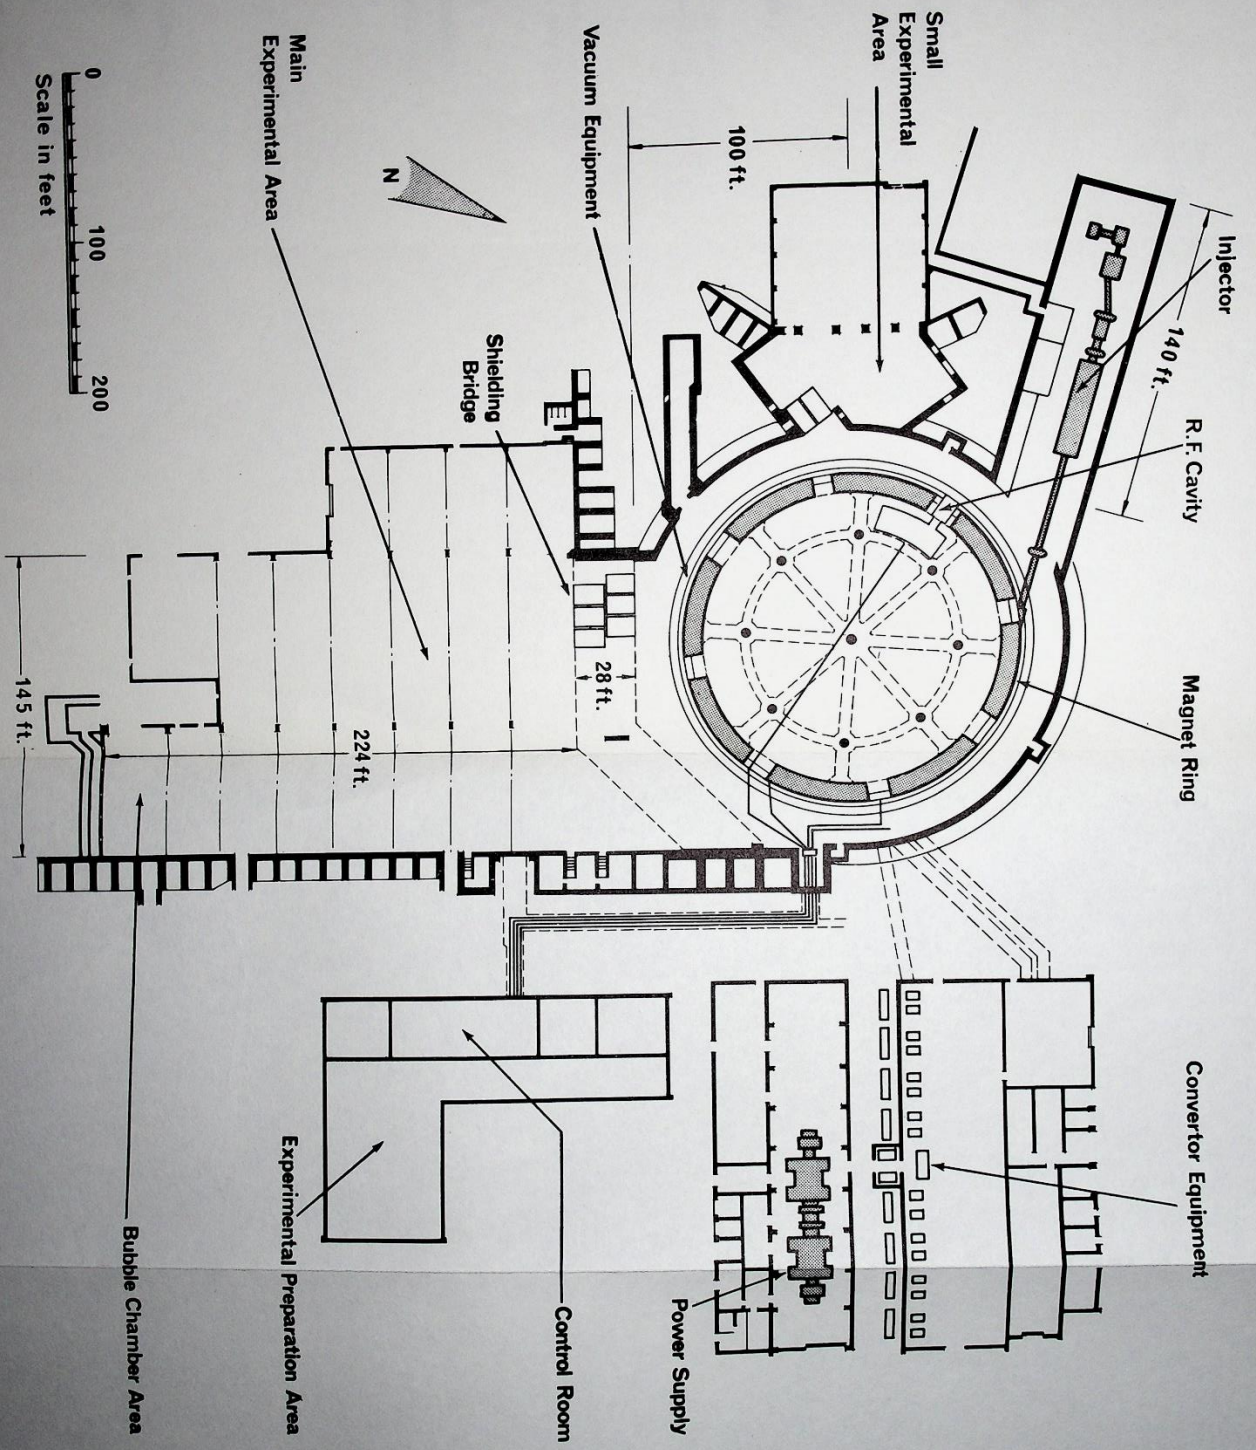 Injector
R.F. Cavity
Magnet Ring
Convertor Equipment
140 ft.
Small
Experimental
Area
100 ft.
Power Supply
Vacuum Equipment
28 ft.
Control Room
Shielding
Bridge
N
224 ft.
Main
Experimental Area
Experimental Preparation Area
Bubble Chamber Area
0 100 200
Scale in feet
145 ft.